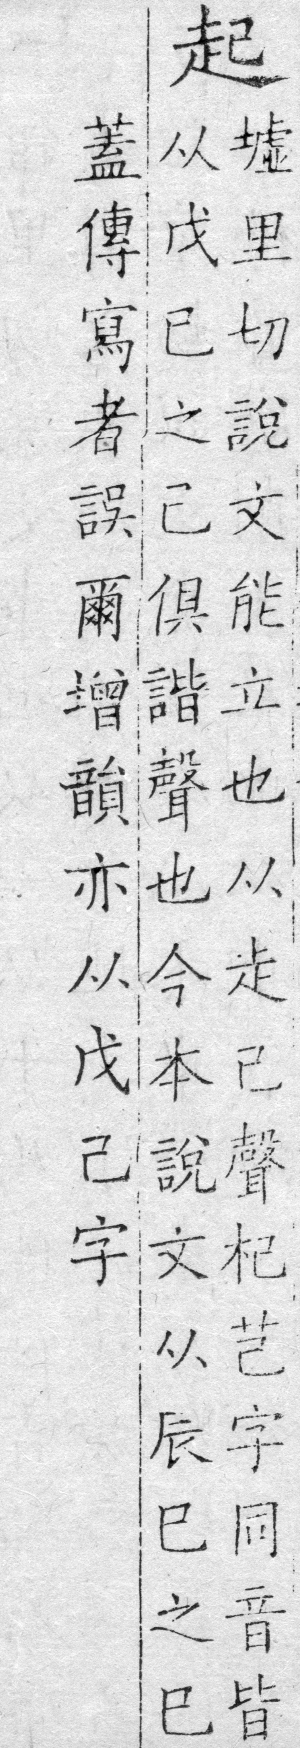 起
墟里切說文能立也从走己聲杞芑字同音皆
从戊己之己俱諧聲也今本說文从辰巳之巳
蓋傳寫者誤爾增韻亦从戊己字